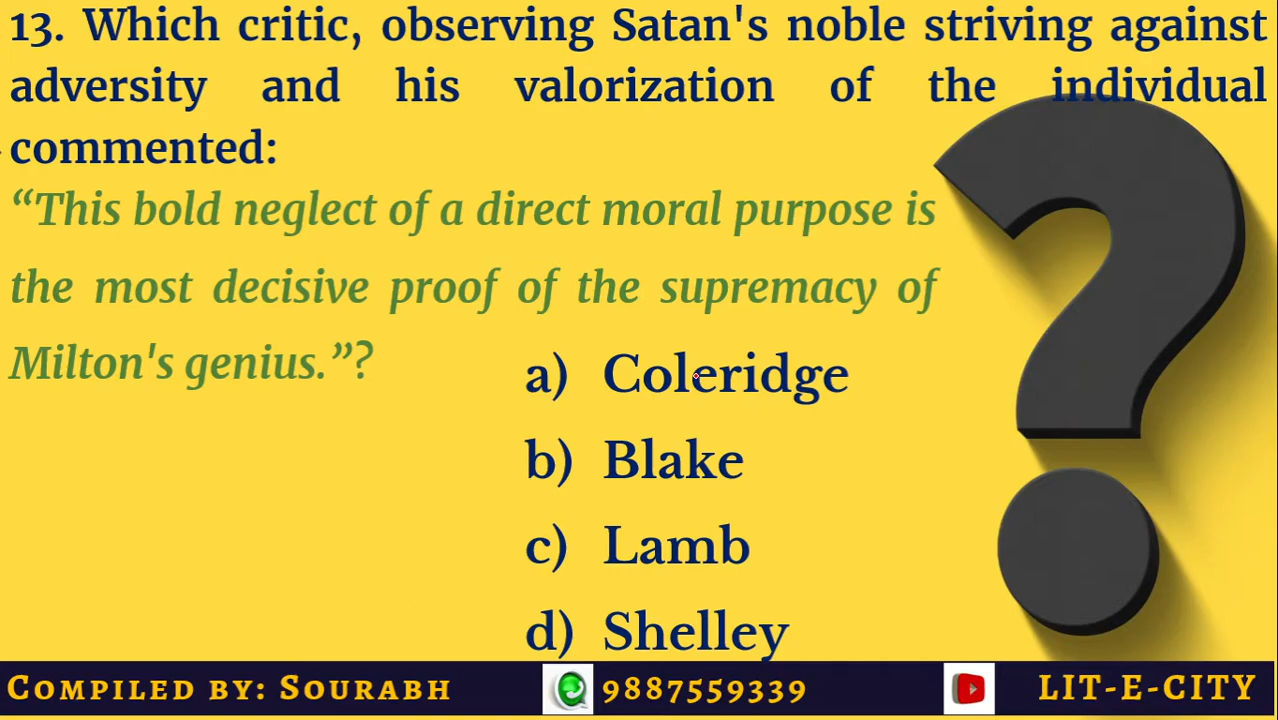 13. Which critic, observing Satan's noble striving against
adversity and his valorization of the individual
commented:
“This bold neglect of a direct moral purpose is
the most decisive proof of the supremacy of
Milton's genius.”?
a) Coleridge
b) Blake
c) Lamb
d) Shelley
COMPILED BY: SOURABH
9887559339
LIT-E-CITY